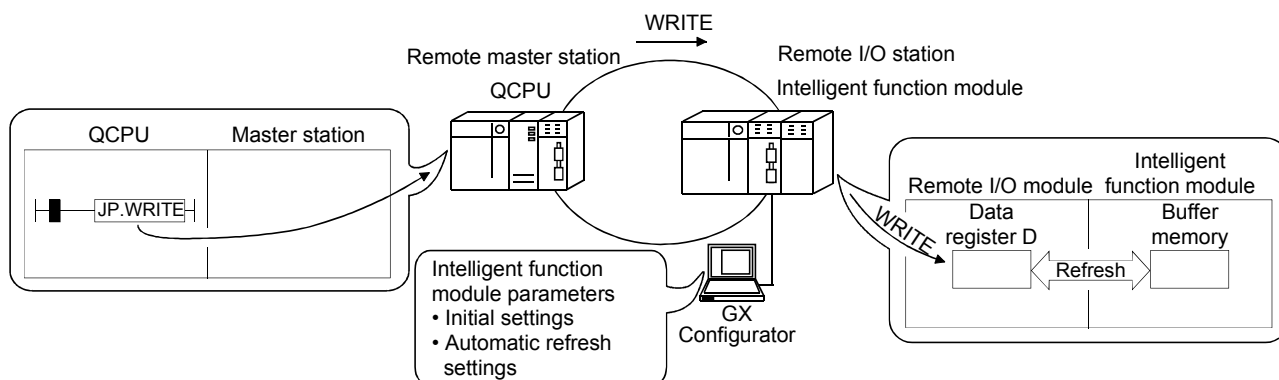 WRITE
Remote master station
QCPU
Remote I/O station
Intelligent function module
QCPU Master station
JP.WRITE
Intelligent function
module parameters
• Initial settings
• Automatic refresh
settings
GX
Configurator
WRITE
Remote I/O module
Intelligent
function module
Data
register D
Refresh
Buffer
memory